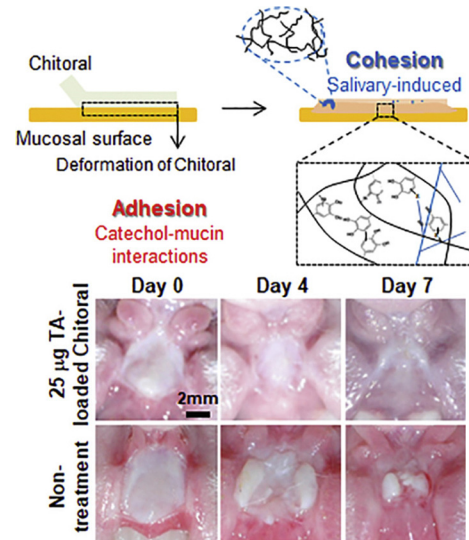 Chitoral
Cohesion
Salivary-induced
Mucosal surface
Deformation of Chitoral
Adhesion
Catechol-mucin
interactions
Day 0 Day 4 Day 7
25 μg TA-
loaded Chitoral
2mm
Non-
treatment